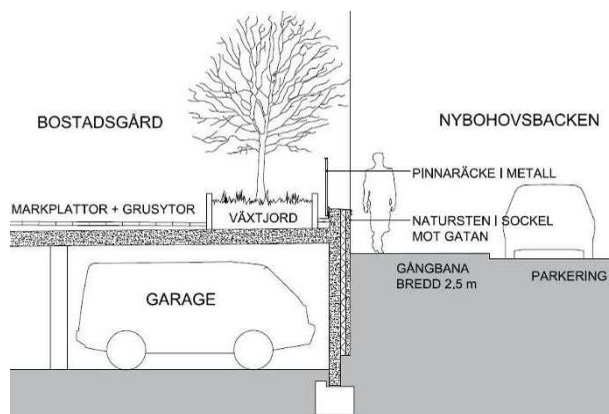 BOSTADSGÅRD
NYBOHOVSBACKEN
PINNARÄCKE I METALL
MARKPLATTOR + GRUSYTOR
VÄXTJORD
NATURSTEN I SOCKEL
MOT GATAN
GARAGE
GÅNGBANA
BREDD 2,5 m
PARKERING